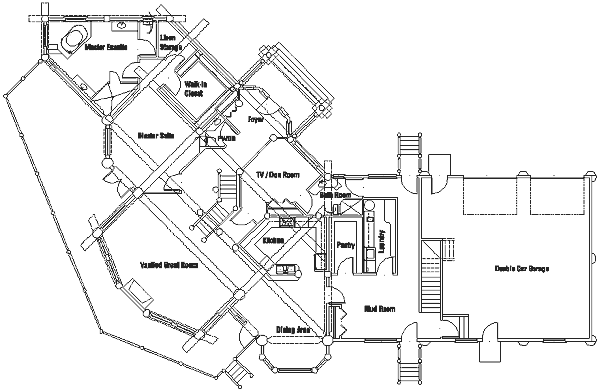 Master Ensuite
Linen
Storage
Walk-In
Closet
Foyer
Master Suite
PWDR
TV / Den Room
Bath Room
Kitchen
Pantry
Laundry
Vaulted Great Room
Double Car Garage
Mud Room
Dining Area